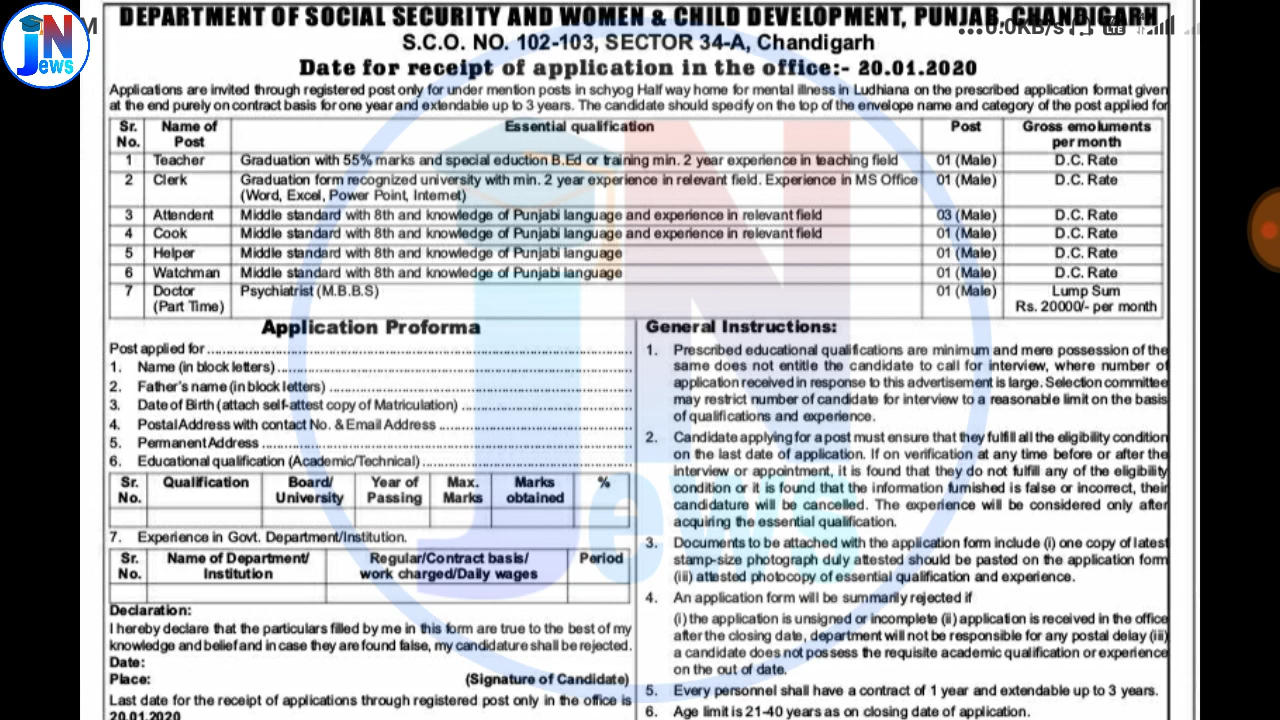 DEPARTMENT OF SOCIAL SECURITY AND WOMEN & CHILD DEVELOPMENT, PUNJAB, CHANDIGARH
M
...0.0KB/s
LTE
JN
Jews
S.C.O. NO. 102-103, SECTOR 34-A, Chandigarh
Date for receipt of application in the office:- 20.01.2020
Applications are invited through registered post only for under mention posts in schyog Half way home for mental illness in Ludhiana on the prescribed application format given
at the end purely on contract basis for one year and extendable up to 3 years. The candidate should specify on the top of the envelope name and category of the post applied for
Sr. No. Name of Post Essential qualification Post Gross emoluments per month
1 Teacher Graduation with 55% marks and special eduction B.Ed or training min. 2 year experience in teaching field 01 (Male) D.C. Rate
2 Clerk Graduation form recognized university with min. 2 year experience in relevant field. Experience in MS Office 01 (Male) D.C. Rate
(Word, Excel, Power Point, Internet)
3 Attendent Middle standard with 8th and knowledge of Punjabi language and experience in relevant field 03 (Male) D.C. Rate
4 Cook Middle standard with 8th and knowledge of Punjabi language and experience in relevant field 01 (Male) D.C. Rate
5 Helper Middle standard with 8th and knowledge of Punjabi language 01 (Male) D.C. Rate
6 Watchman Middle standard with 8th and knowledge of Punjabi language 01 (Male) D.C. Rate
7 Doctor Psychiatrist (M.B.B.S) 01 (Male) Lump Sum
(Part Time) Rs. 20000/- per month
Application Proforma
Post applied for
1. Name (in block letters)
2. Father's name (in block letters)
3. Date of Birth (attach self-attest copy of Matriculation)
4. Postal Address with contact No. & Email Address
5. Permanent Address
6. Educational qualification (Academic/Technical)
Sr. No. Qualification Board/ University Year of Passing Max. Marks Marks obtained %
7. Experience in Govt. Department/Institution.
Sr. No. Name of Department/ Institution Regular/Contract basis/ work charged/Daily wages Period
Declaration:
I hereby declare that the particulars filled by me in this form are true to the best of my
knowledge and belief and in case they are found false, my candidature shall be rejected.
Date:
Place: (Signature of Candidate)
Last date for the receipt of applications through registered post only in the office is
20.01.2020
General Instructions:
1. Prescribed educational qualifications are minimum and mere possession of the
same does not entitle the candidate to call for interview, where number of
application received in response to this advertisement is large. Selection committee
may restrict number of candidate for interview to a reasonable limit on the basis
of qualifications and experience.
2. Candidate applying for a post must ensure that they fulfill all the eligibility condition
on the last date of application. If on verification at any time before or after the
interview or appointment, it is found that they do not fulfill any of the eligibility
condition or it is found that the information furnished is false or incorrect, their
candidature will be cancelled. The experience will be considered only after
acquiring the essential qualification.
3. Documents to be attached with the application form include (i) one copy of latest
stamp-size photograph duly attested should be pasted on the application form
(iii) attested photocopy of essential qualification and experience.
4. An application form will be summarily rejected if
(i) the application is unsigned or incomplete (ii) application is received in the office
after the closing date, department will not be responsible for any postal delay (iii)
a candidate does not possess the requisite academic qualification or experience
on the out of date.
5. Every personnel shall have a contract of 1 year and extendable up to 3 years.
6. Age limit is 21-40 years as on closing date of application.
JN
Jews